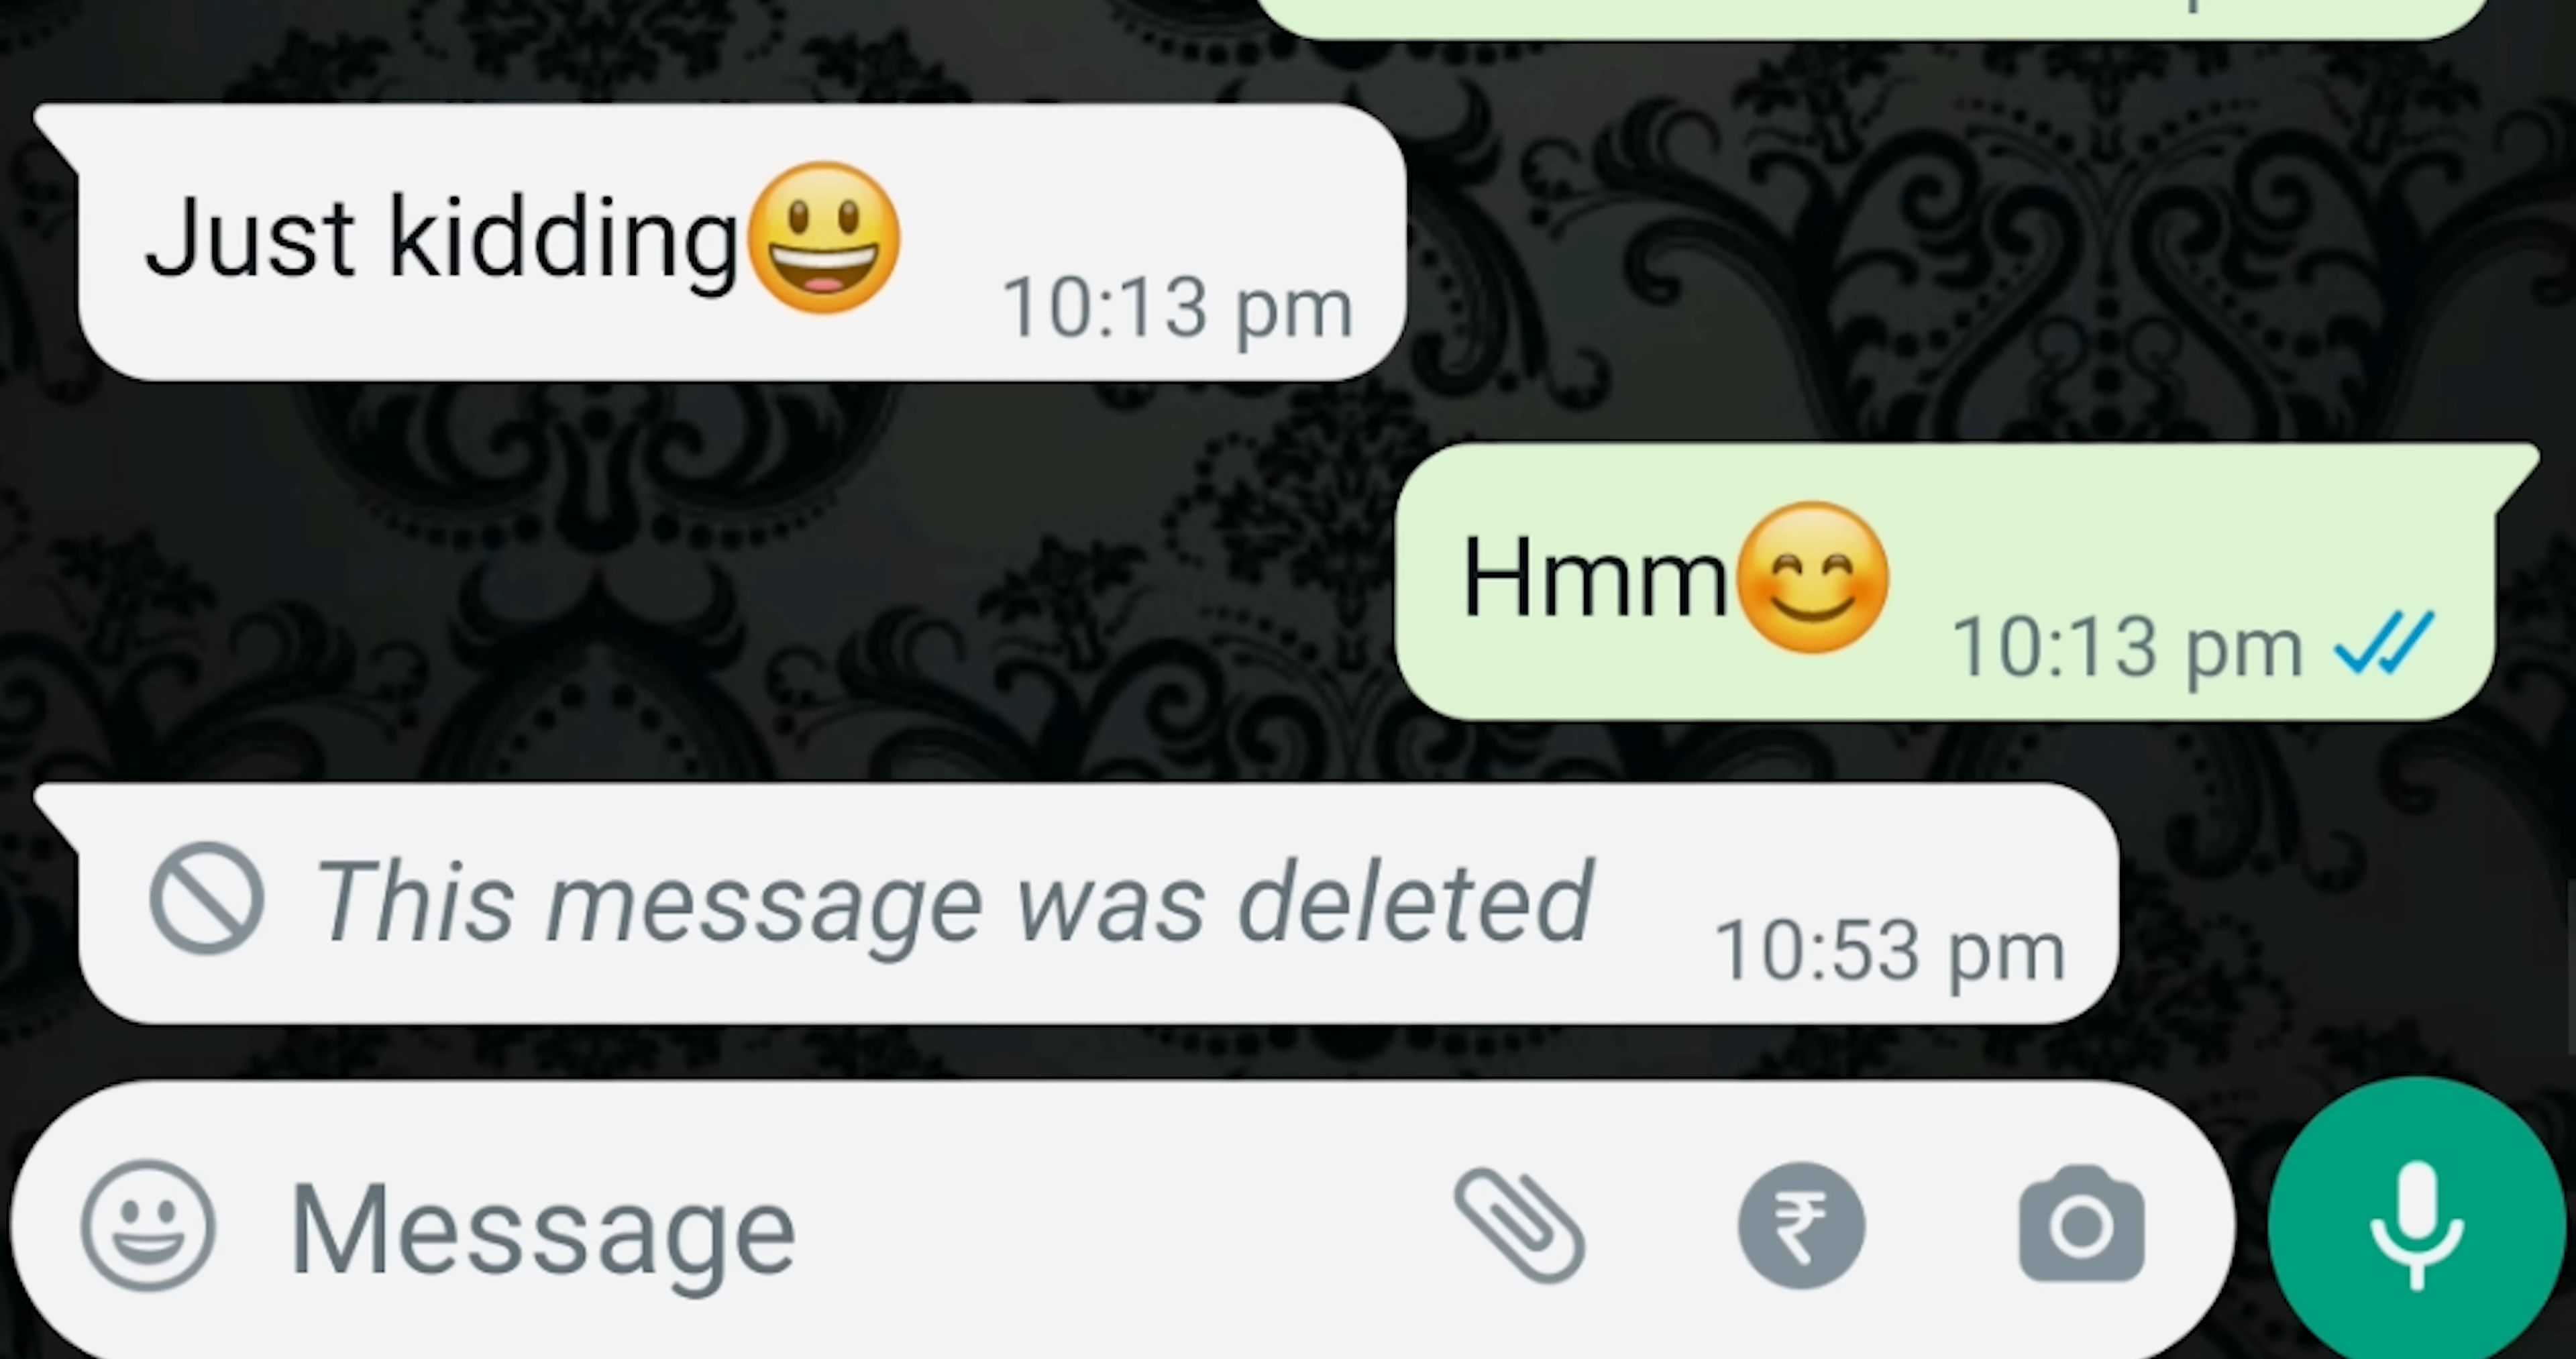 Just kidding😃 10:13 pm
Hmm😊 10:13 pm
This message was deleted 10:53 pm
Message